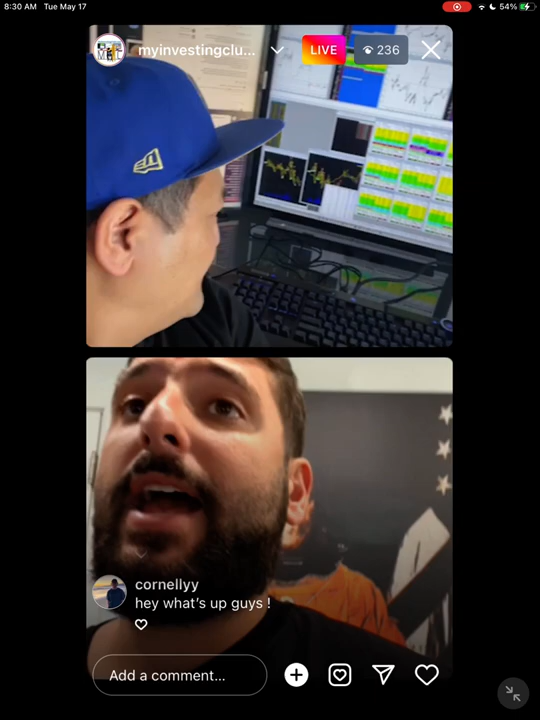 8:30 AM Tue May 17
54%
myinvestingclu...
LIVE
236
cornellyy
hey what's up guys !
Add a comment...